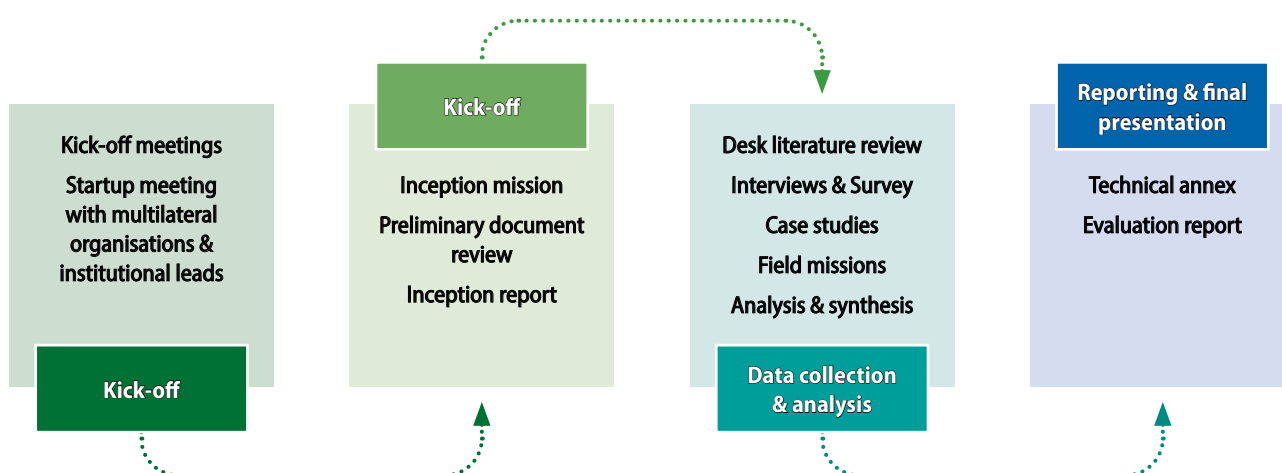 Kick-off meetings
Startup meeting
with multilateral
organisations &
institutional leads
Kick-off
Kick-off
Inception mission
Preliminary document
review
Inception report
Desk literature review
Interviews & Survey
Case studies
Field missions
Analysis & synthesis
Data collection
& analysis
Reporting & final
presentation
Technical annex
Evaluation report